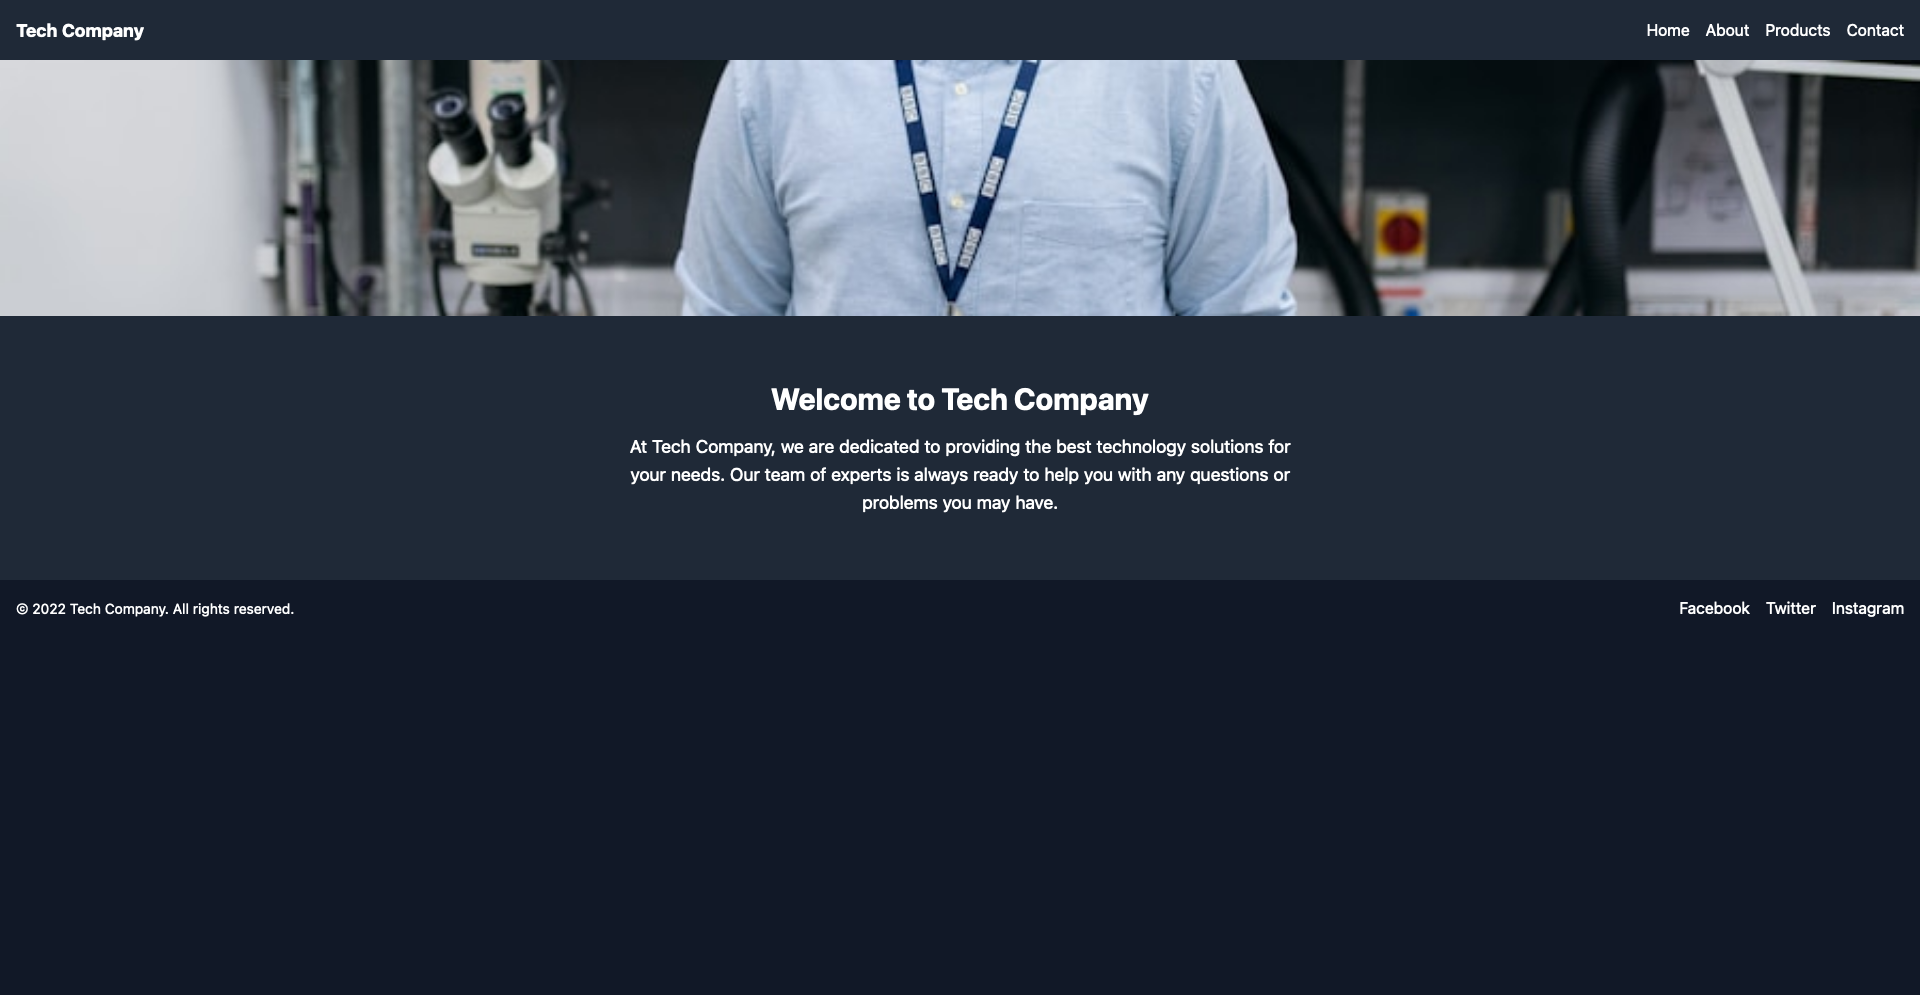 Tech Company
Home About Products Contact
Welcome to Tech Company
At Tech Company, we are dedicated to providing the best technology solutions for
your needs. Our team of experts is always ready to help you with any questions or
problems you may have.
© 2022 Tech Company. All rights reserved.
Facebook Twitter Instagram